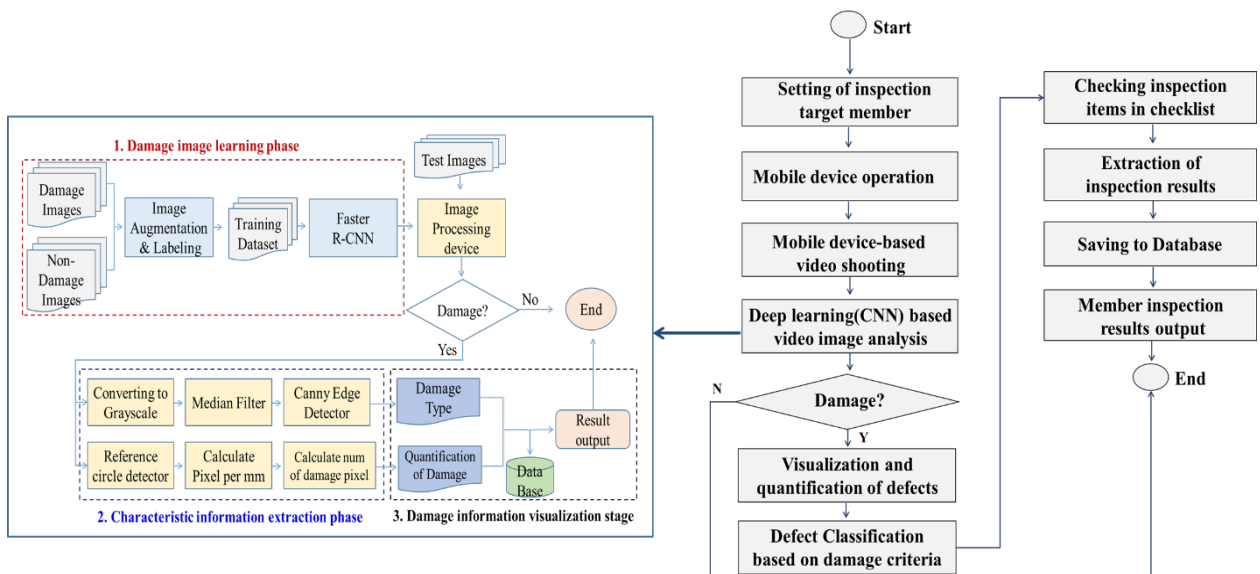 1. Damage image learning phase
Damage
Images
Non-
Damage
Images
Image
Augmentation
& Labeling
Training
Dataset
Faster
R-CNN
Test Images
Image
Processing
device
Damage?
No
End
Yes
Converting to
Grayscale
Median Filter
Canny Edge
Detector
Damage
Type
Reference
circle detector
Calculate
Pixel per mm
Calculate num
of damage pixel
Quantification
of Damage
Data
Base
Result
output
2. Characteristic information extraction phase
3. Damage information visualization stage
Start
Setting of inspection
target member
Mobile device operation
Mobile device-based
video shooting
Deep learning(CNN) based
video image analysis
N
Damage?
Y
Visualization and
quantification of defects
Defect Classification
based on damage criteria
Checking inspection
items in checklist
Extraction of
inspection results
Saving to Database
Member inspection
results output
End